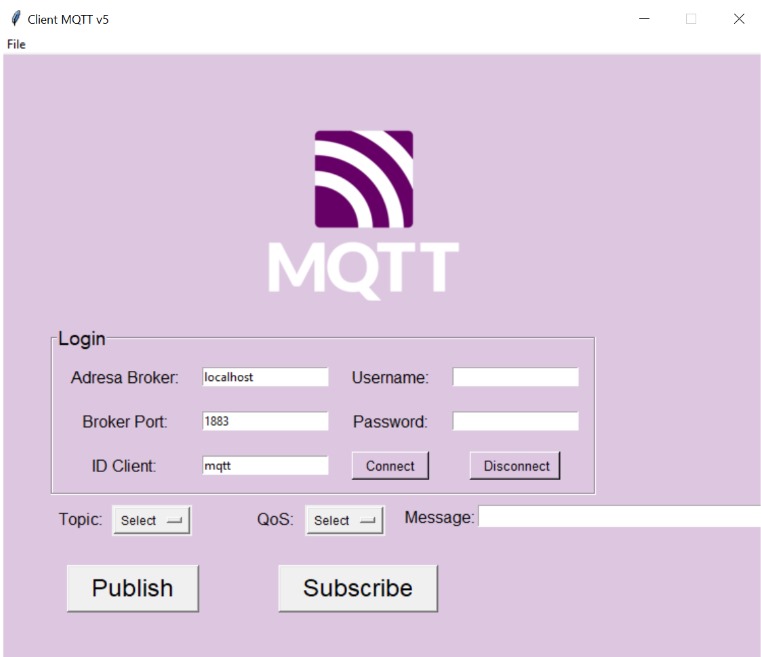 Client MQTT v5
File
MQTT
Login
Adresa Broker: localhost Username:
Broker Port: 1883 Password:
ID Client: mqtt Connect Disconnect
Topic: Select QoS: Select Message:
Publish Subscribe